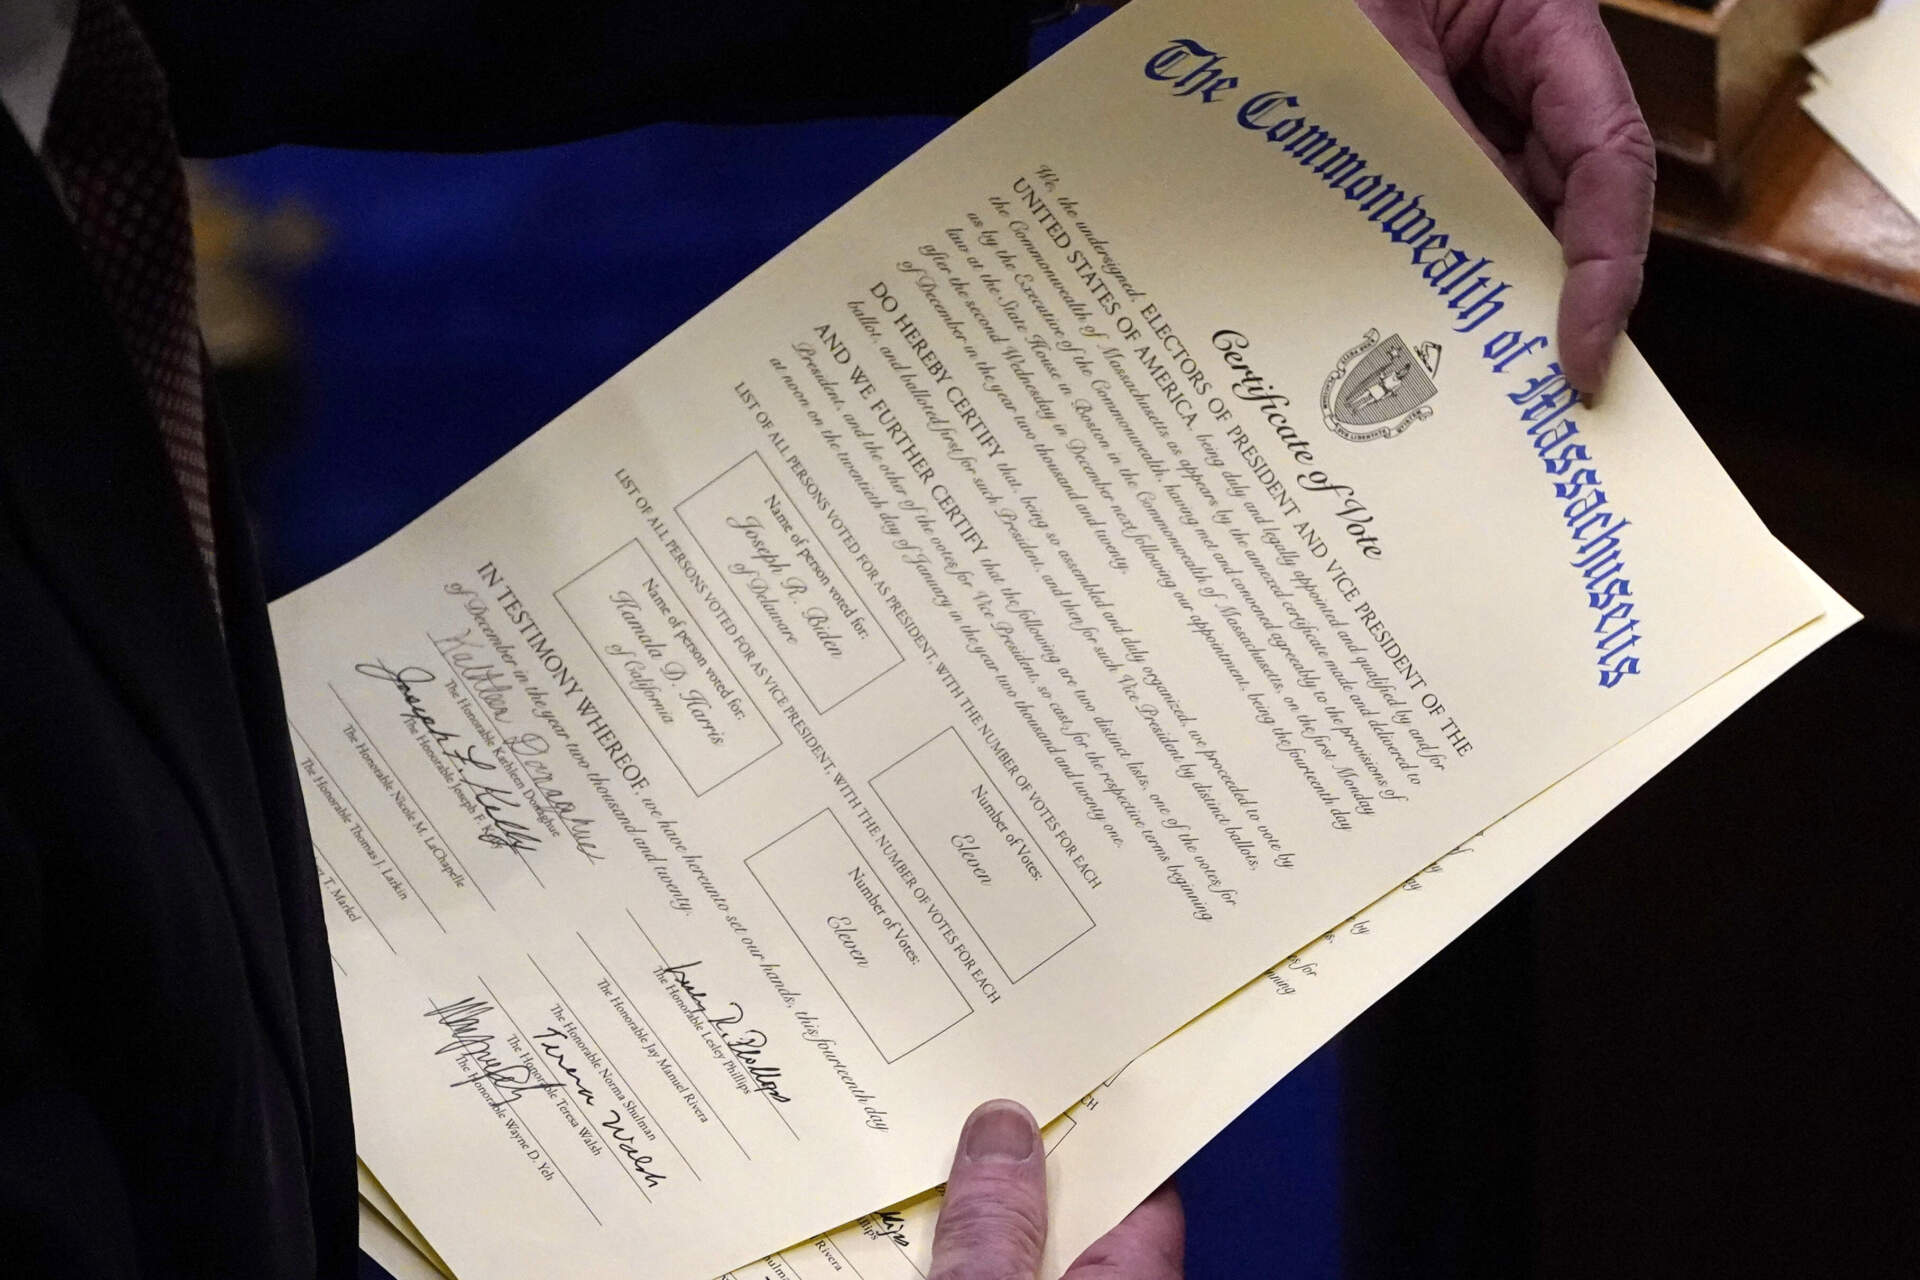 The Commonwealth of Massachusetts
Certificate of Vote
We, the undersigned, ELECTORS OF PRESIDENT AND VICE PRESIDENT OF THE
UNITED STATES OF AMERICA, being duly and legally appointed and qualified by and for
the Commonwealth of Massachusetts as appears by the annexed certificate made and delivered to
as by the Executive of the Commonwealth, having met and convened agreeably to the provisions of
law at the State House in Boston in the Commonwealth of Massachusetts, on the first Monday
after the second Wednesday in December next following our appointment, being the fourteenth day
of December in the year two thousand and twenty.
DO HEREBY CERTIFY that, being so assembled and duly organized, we proceeded to vote by
ballot, and balloted first for such President, and then for such Vice President by distinct ballots,
AND WE FURTHER CERTIFY that the following are two distinct lists, one of the votes for
President, and the other of the votes for Vice President, so cast for the respective terms beginning
at noon on the twentieth day of January in the year two thousand and twenty one.
LIST OF ALL PERSONS VOTED FOR AS PRESIDENT, WITH THE NUMBER OF VOTES FOR EACH
Name of person voted for:
Joseph R. Biden
of Delaware
Number of Votes:
Eleven
LIST OF ALL PERSONS VOTED FOR AS VICE PRESIDENT, WITH THE NUMBER OF VOTES FOR EACH
Name of person voted for:
Kamala D. Harris
of California
Number of Votes:
Eleven
IN TESTIMONY WHEREOF, we have hereunto set our hands, this fourteenth day
of December in the year two thousand and twenty.
Kathleen Donaghue
The Honorable Kathleen Donaghue
Joseph F. Kelly
The Honorable Joseph F. Kelly
The Honorable Nicole M. LaChapelle
The Honorable Thomas J. Larkin
T. Markel
Lesley R. Phillips
The Honorable Lesley Phillips
The Honorable Jay Manuel Rivera
The Honorable Norma Shulman
Teresa Walsh
The Honorable Teresa Walsh
The Honorable Wayne D. Yeh